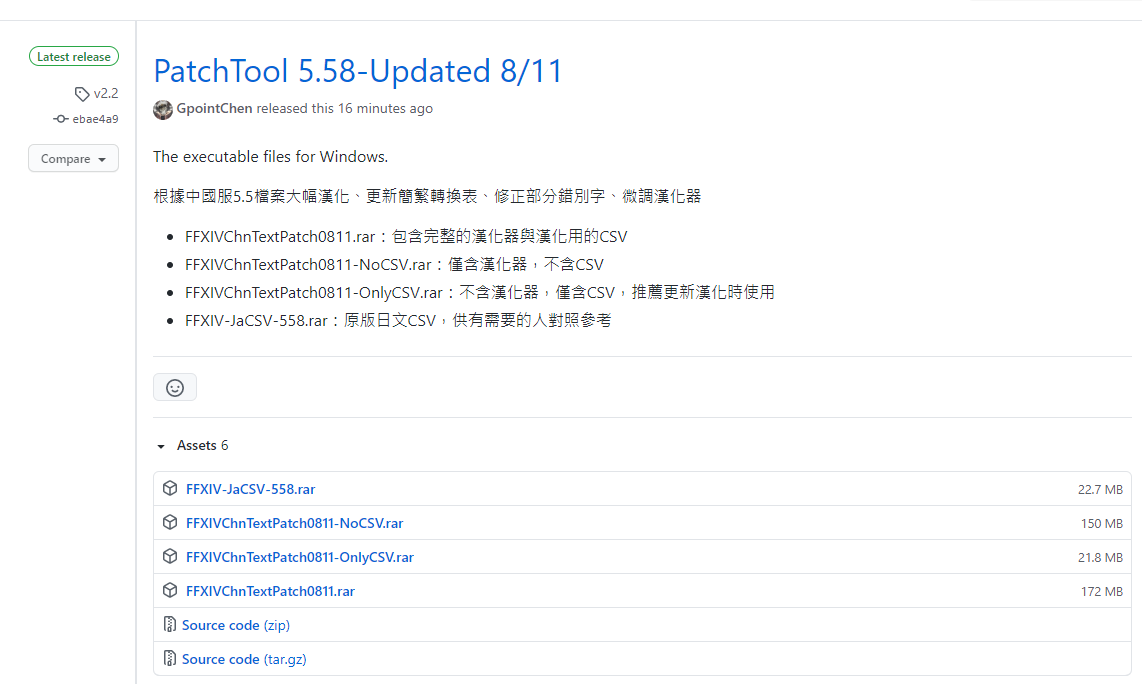 Latest release
v2.2
ebae4a9
Compare
PatchTool 5.58-Updated 8/11
GpointChen released this 16 minutes ago
The executable files for Windows.
根據中國服5.5檔案大幅漢化、更新簡繁轉換表、修正部分錯別字、微調漢化器
FFXIVChnTextPatch0811.rar：包含完整的漢化器與漢化用的CSV
FFXIVChnTextPatch0811-NoCSV.rar：僅含漢化器，不含CSV
FFXIVChnTextPatch0811-OnlyCSV.rar：不含漢化器，僅含CSV，推薦更新漢化時使用
FFXIV-JaCSV-558.rar：原版日文CSV，供有需要的人對照參考
Assets 6
FFXIV-JaCSV-558.rar 22.7 MB
FFXIVChnTextPatch0811-NoCSV.rar 150 MB
FFXIVChnTextPatch0811-OnlyCSV.rar 21.8 MB
FFXIVChnTextPatch0811.rar 172 MB
Source code (zip)
Source code (tar.gz)